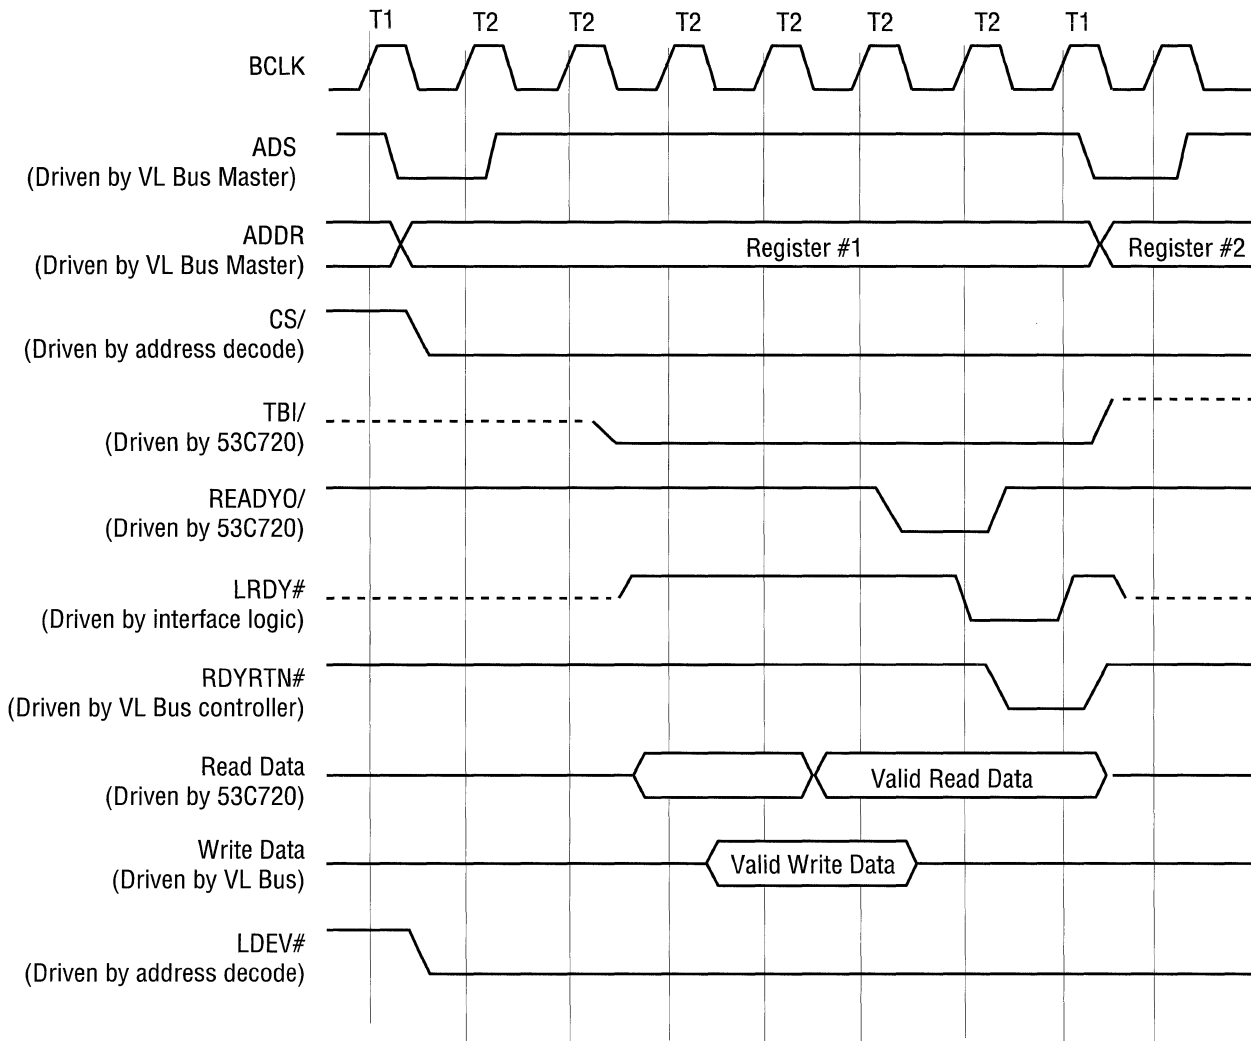 T1 T2 T2 T2 T2 T2 T2 T1
BCLK
ADS
(Driven by VL Bus Master)
ADDR
(Driven by VL Bus Master)
Register #1
Register #2
CS/
(Driven by address decode)
TBI/
(Driven by 53C720)
READYO/
(Driven by 53C720)
LRDY#
(Driven by interface logic)
RDYRTN#
(Driven by VL Bus controller)
Read Data
(Driven by 53C720)
Valid Read Data
Write Data
(Driven by VL Bus)
Valid Write Data
LDEV#
(Driven by address decode)